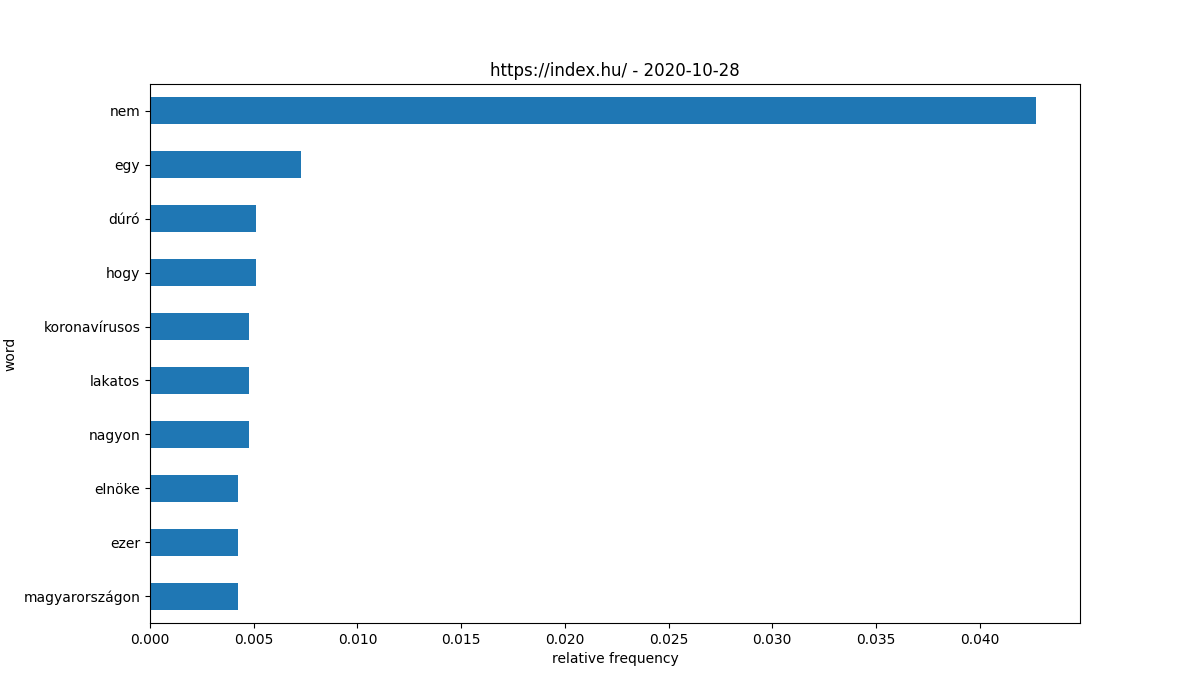 https://index.hu/ - 2020-10-28
nem
egy
dúró
hogy
koronavírusos
lakatos
nagyon
elnöke
ezer
magyarországon
word
0.000 0.005 0.010 0.015 0.020 0.025 0.030 0.035 0.040
relative frequency